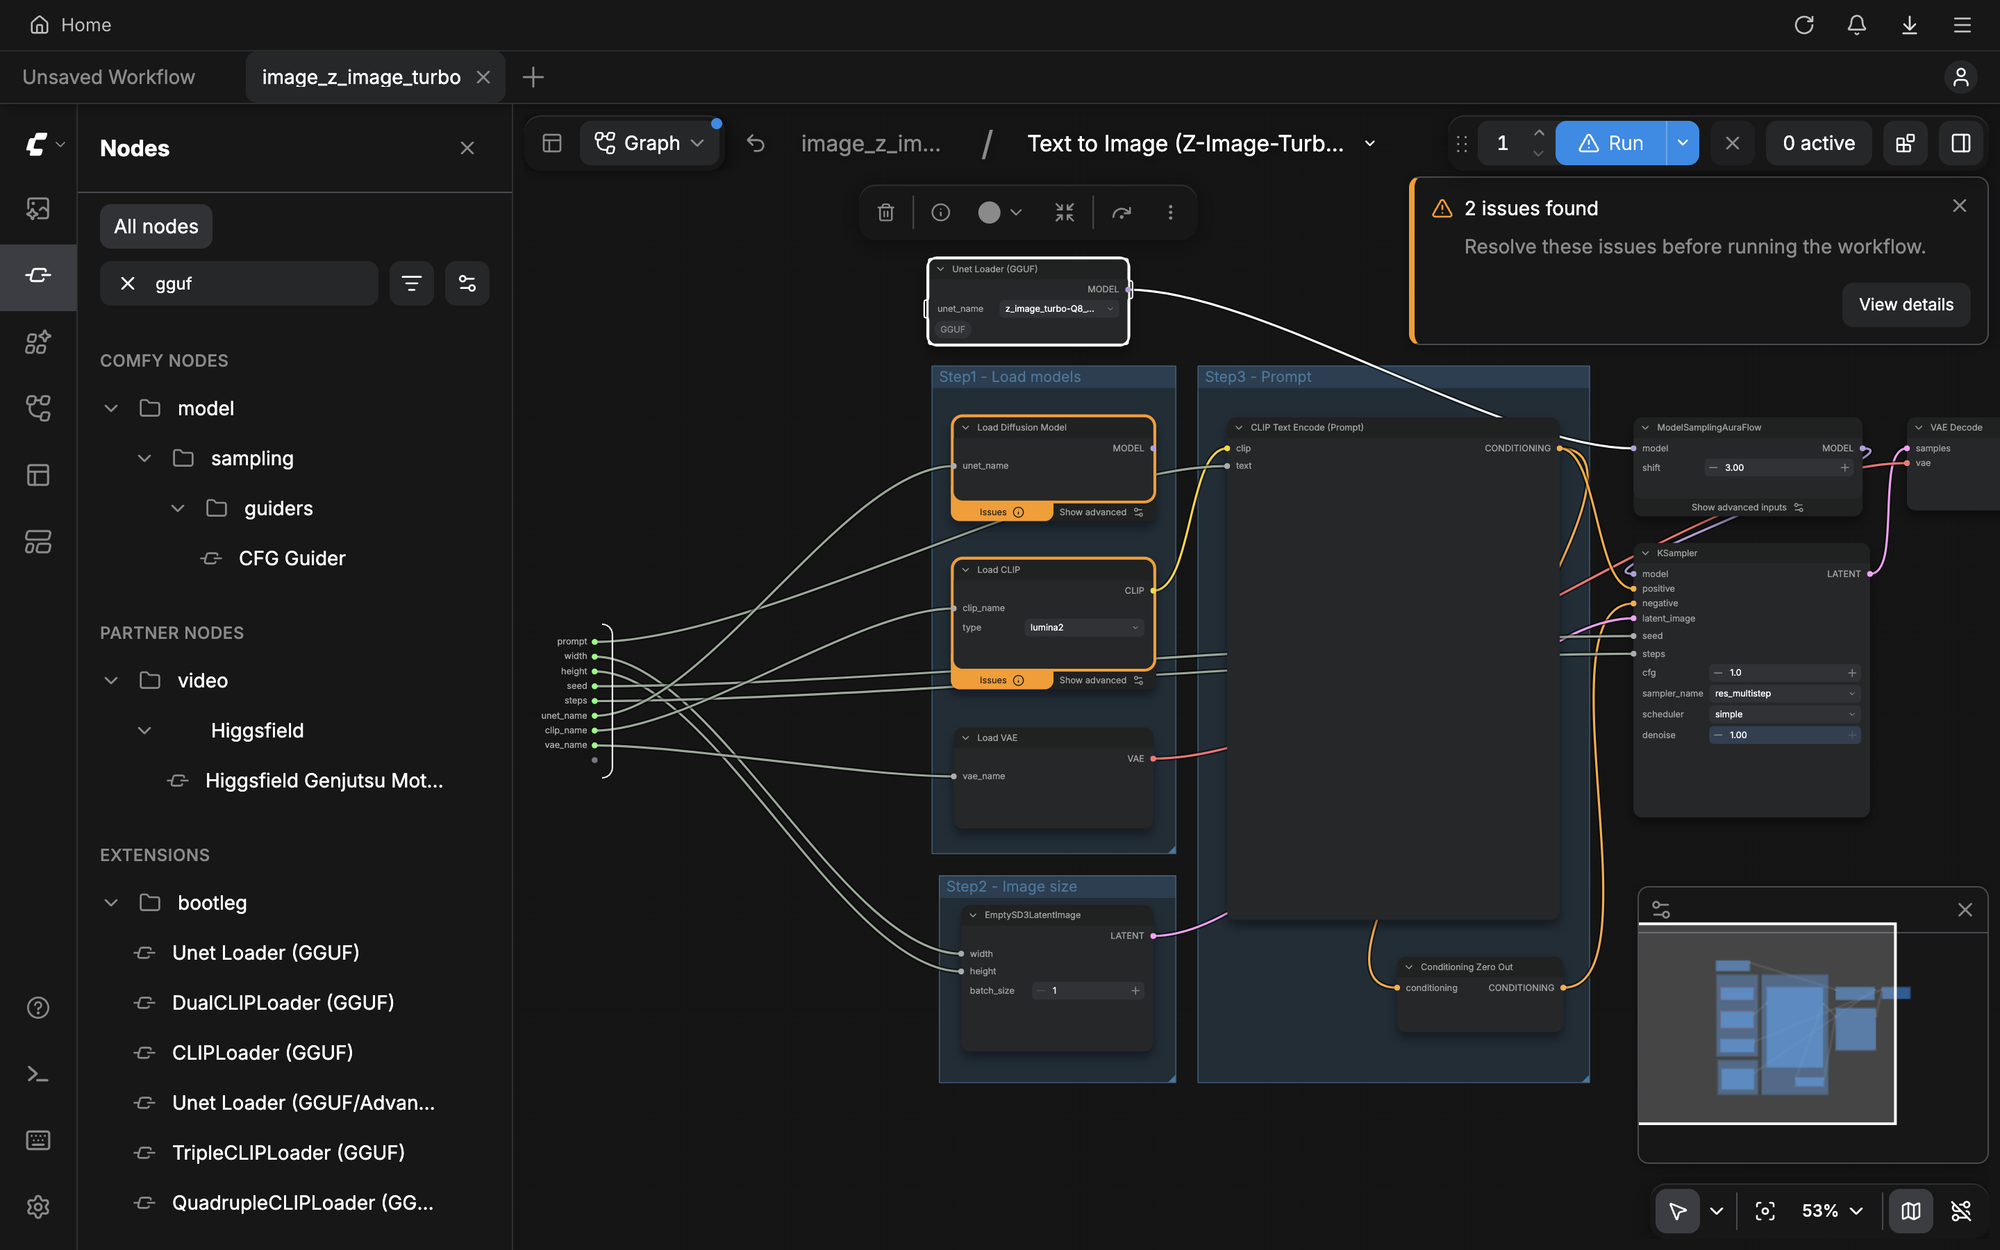 Home
Unsaved Workflow
image_z_image_turbo
Nodes
All nodes
gguf
COMFY NODES
model
sampling
guiders
CFG Guider
PARTNER NODES
video
Higgsfield
Higgsfield Genjutsu Mot...
EXTENSIONS
bootleg
Unet Loader (GGUF)
DualCLIPLoader (GGUF)
CLIPLoader (GGUF)
Unet Loader (GGUF/Advan...
TripleCLIPLoader (GGUF)
QuadrupleCLIPLoader (GG...
Graph
image_z_im...
/
Text to Image (Z-Image-Turb...
1
Run
0 active
2 issues found
Resolve these issues before running the workflow.
View details
Unet Loader (GGUF)
MODEL
unet_name
z_image_turbo-Q8_...
GGUF
Step1 - Load models
Load Diffusion Model
MODEL
unet_name
Issues
Show advanced
Load CLIP
CLIP
clip_name
type
lumina2
Issues
Show advanced
Load VAE
VAE
vae_name
prompt
width
height
seed
steps
unet_name
clip_name
vae_name
Step2 - Image size
EmptySD3LatentImage
LATENT
width
height
batch_size
1
Step3 - Prompt
CLIP Text Encode (Prompt)
clip
CONDITIONING
text
Conditioning Zero Out
conditioning
CONDITIONING
ModelSamplingAuraFlow
model
MODEL
shift
3.00
Show advanced inputs
VAE Decode
samples
vae
KSampler
model
LATENT
positive
negative
latent_image
seed
steps
cfg
1.0
sampler_name
res_multistep
scheduler
simple
denoise
1.00
53%